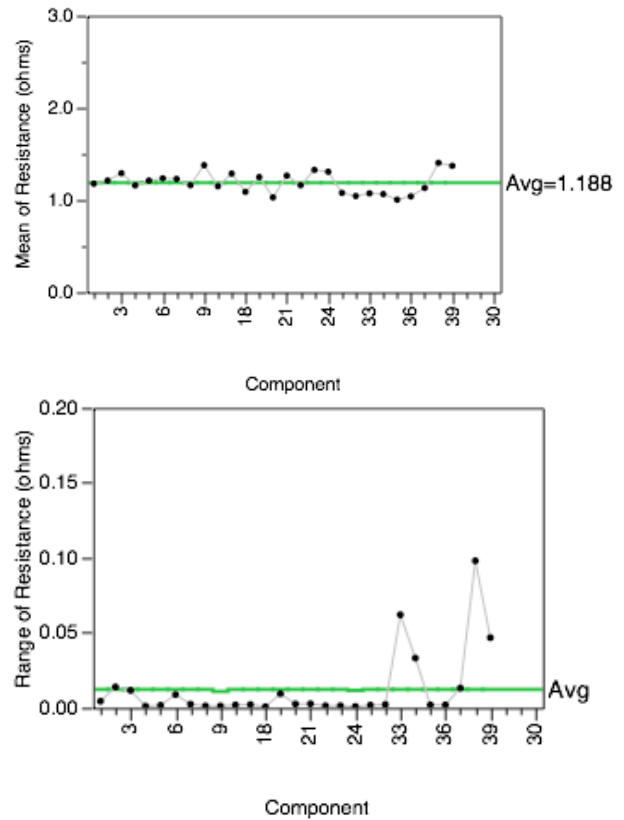 3.0
2.0
1.0
0.0
Mean of Resistance (ohms)
Avg=1.188
3 6 9 18 21 24 33 36 39 30
Component
0.20
0.15
0.10
0.05
0.00
Range of Resistance (ohms)
Avg
3 6 9 18 21 24 33 36 39 30
Component